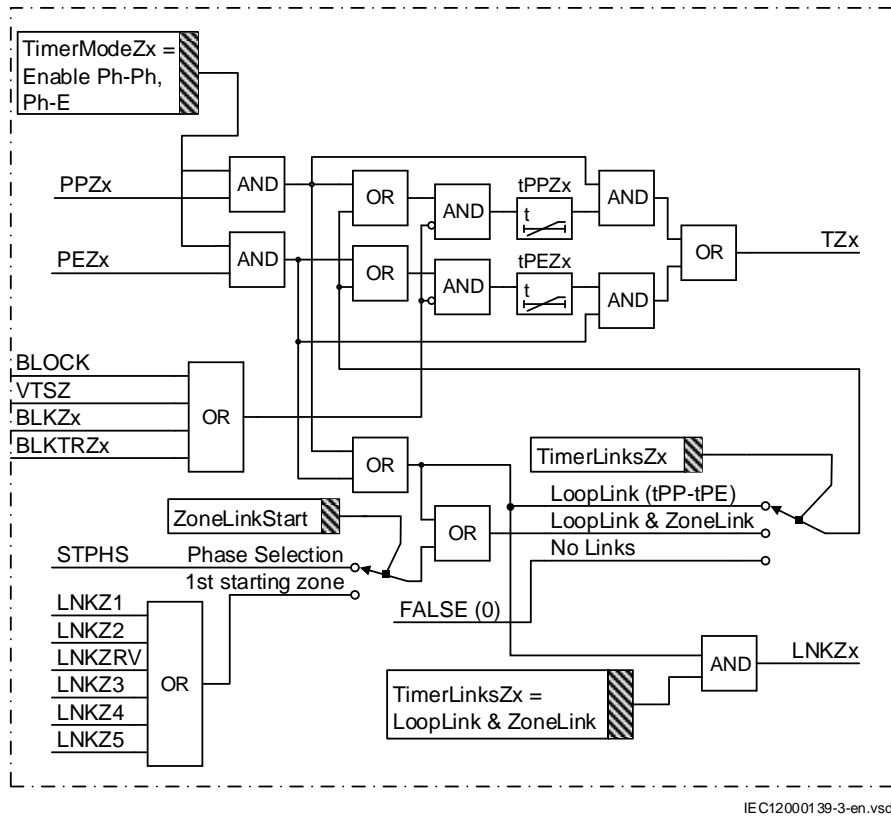 TimerModeZx =
Enable Ph-Ph,
Ph-E
PPZx
AND
OR
AND
tPPZx
t
AND
OR
TZx
PEZx
AND
OR
AND
tPEZx
t
AND
BLOCK
VTSZ
BLKZx
BLKTRZx
OR
OR
TimerLinksZx
ZoneLinkStart
OR
LoopLink (tPP-tPE)
LoopLink & ZoneLink
No Links
STPHS
Phase Selection
1st starting zone
FALSE (0)
LNKZ1
LNKZ2
LNKZRV
LNKZ3
LNKZ4
LNKZ5
OR
TimerLinksZx =
LoopLink & ZoneLink
AND
LNKZx
IEC12000139-3-en.vsd